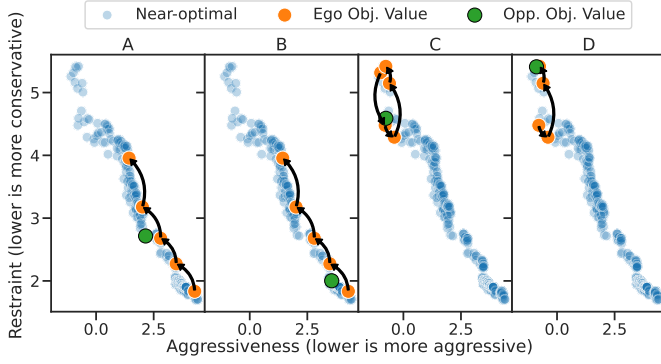 Near-optimal Ego Obj. Value Opp. Obj. Value
A B C D
Restraint (lower is more conservative)
5
4
3
2
0.0 2.5 0.0 2.5 0.0 2.5 0.0 2.5
Aggressiveness (lower is more aggressive)